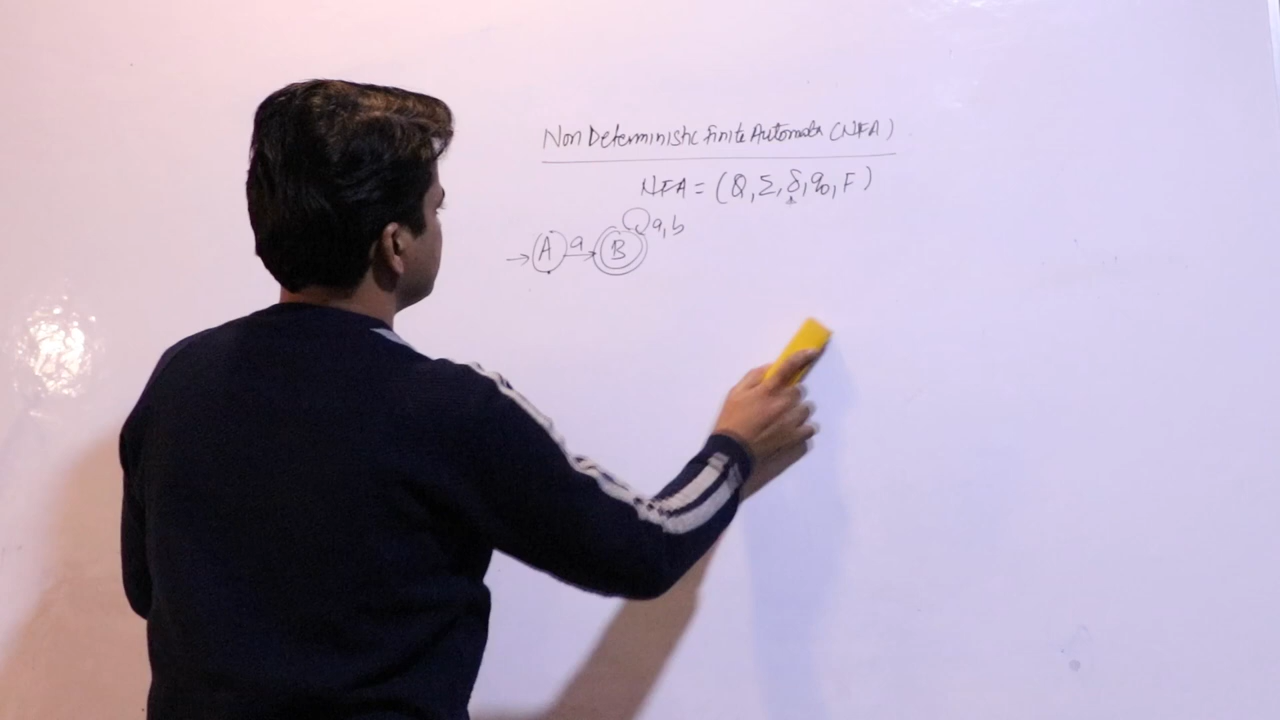 Non Deterministic finite Automata (NFA)
NFA = (Q, Σ, δ, q0, F)
a, b
→ A a → B